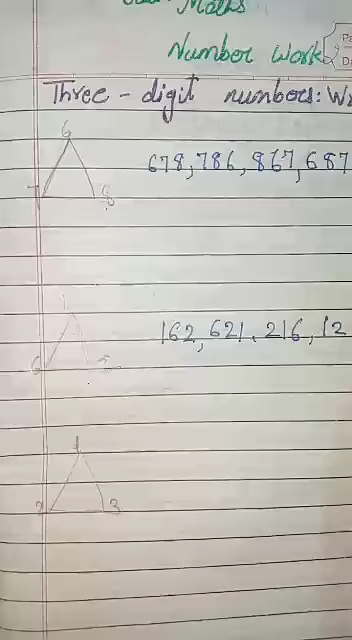 Maths
Number Work
Three - digit numbers:
6
7 8
678, 786, 867, 687
1
6 2
162, 621, 216, 12
1
2 3